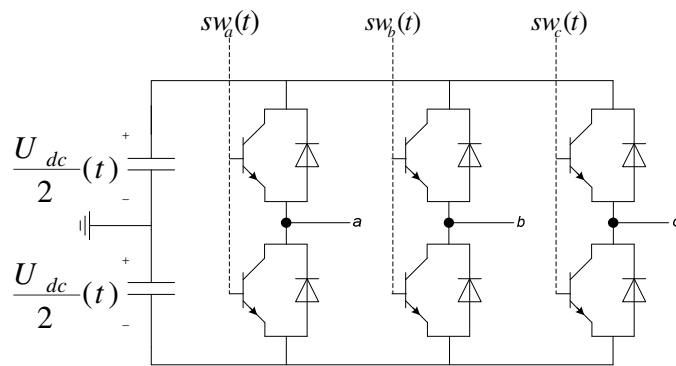 sw_a(t) sw_b(t) sw_c(t)
+
U_dc/2 (t)
−
a b c
+
U_dc/2 (t)
−